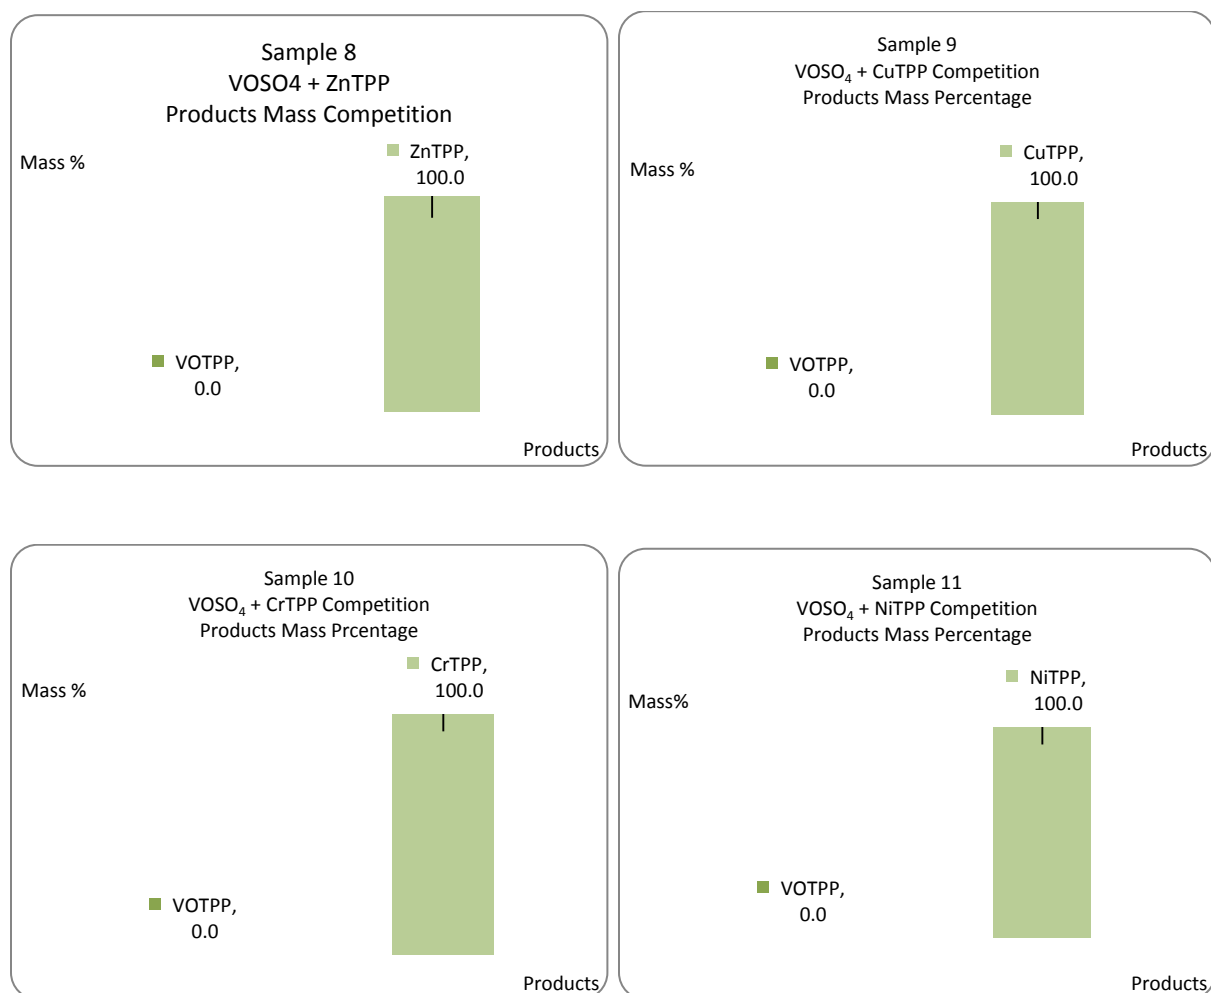 Sample 8
VOSO4 + ZnTPP
Products Mass Competition
Mass %
ZnTPP,
100.0
VOTPP,
0.0
Products
Sample 9
VOSO₄ + CuTPP Competition
Products Mass Percentage
Mass %
CuTPP,
100.0
VOTPP,
0.0
Products
Sample 10
VOSO₄ + CrTPP Competition
Products Mass Prcentage
CrTPP,
100.0
Mass %
VOTPP,
0.0
Products
Sample 11
VOSO₄ + NiTPP Competition
Products Mass Percentage
NiTPP,
100.0
Mass%
VOTPP,
0.0
Products